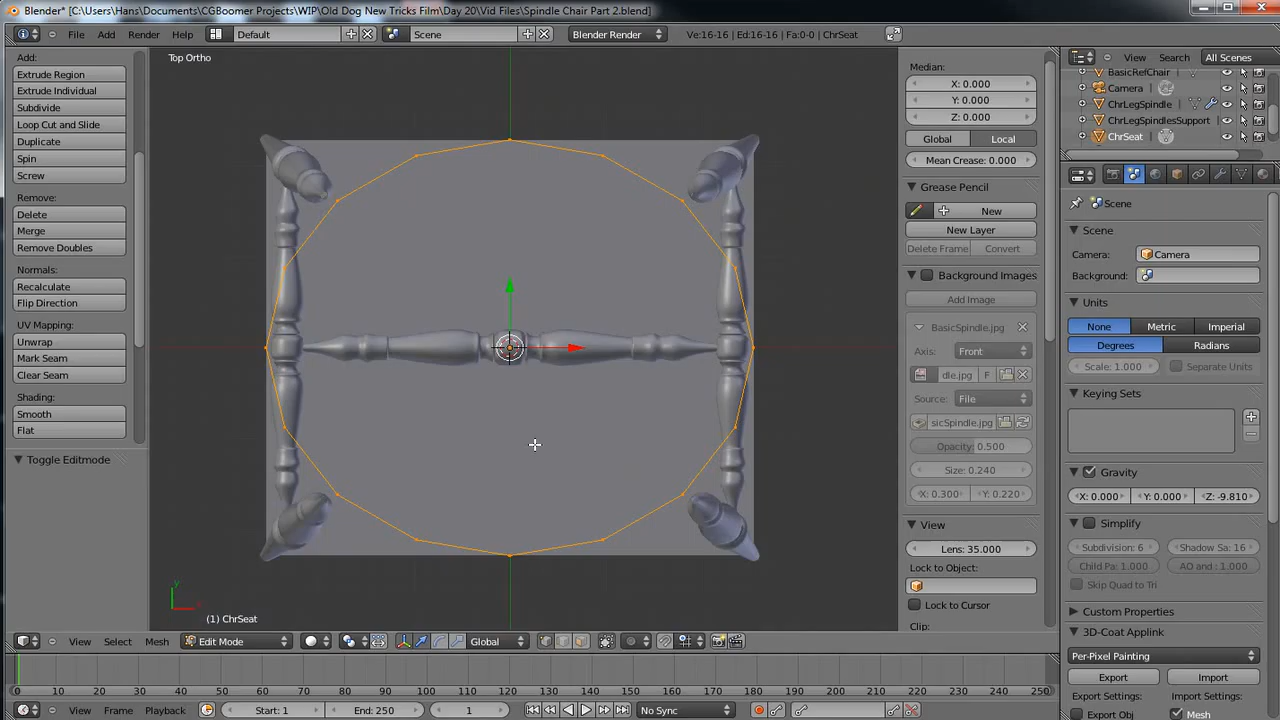 Blender* [C:\Users\Hans\Documents\CGBoomer Projects\WIP\Old Dog New Tricks Film\Day 20\Vid Files\Spindle Chair Part 2.blend]
File Add Render Help Default Scene Blender Render Ve:16-16 | Ed:16-16 | Fa:0-0 | ChrSeat
View Search All Scenes
Add:
Extrude Region
Extrude Individual
Subdivide
Loop Cut and Slide
Duplicate
Spin
Screw
Remove:
Delete
Merge
Remove Doubles
Normals:
Recalculate
Flip Direction
UV Mapping:
Unwrap
Mark Seam
Clear Seam
Shading:
Smooth
Flat
Toggle Editmode
Top Ortho
y
x
(1) ChrSeat
Median:
X: 0.000
Y: 0.000
Z: 0.000
Global Local
Mean Crease: 0.000
Grease Pencil
New
New Layer
Delete Frame Convert
Background Images
Add Image
BasicSpindle.jpg
Axis: Front
dle.jpg F
Source: File
sicSpindle.jpg
Opacity: 0.500
Size: 0.240
X: 0.300 Y: 0.220
View
Lens: 35.000
Lock to Object:
Lock to Cursor
Clip:
BasicRefChair
Camera
ChrLegSpindle
ChrLegSpindlesSupport
ChrSeat
Scene
Scene
Camera: Camera
Background:
Units
None Metric Imperial
Degrees Radians
Scale: 1.000 Separate Units
Keying Sets
Gravity
X: 0.000 Y: 0.000 Z: -9.810
Simplify
Subdivision: 6 Shadow Sa: 16
Child Pa: 1.000 AO and : 1.000
Skip Quad to Tri
Custom Properties
3D-Coat Applink
Per-Pixel Painting
Export Import
Export Settings: Import Settings:
Export Obj Mesh
View Select Mesh Edit Mode Global
0 10 20 30 40 50 60 70 80 90 100 110 120 130 140 150 160 170 180 190 200 210 220 230 240 250
View Frame Playback Start: 1 End: 250 1 No Sync